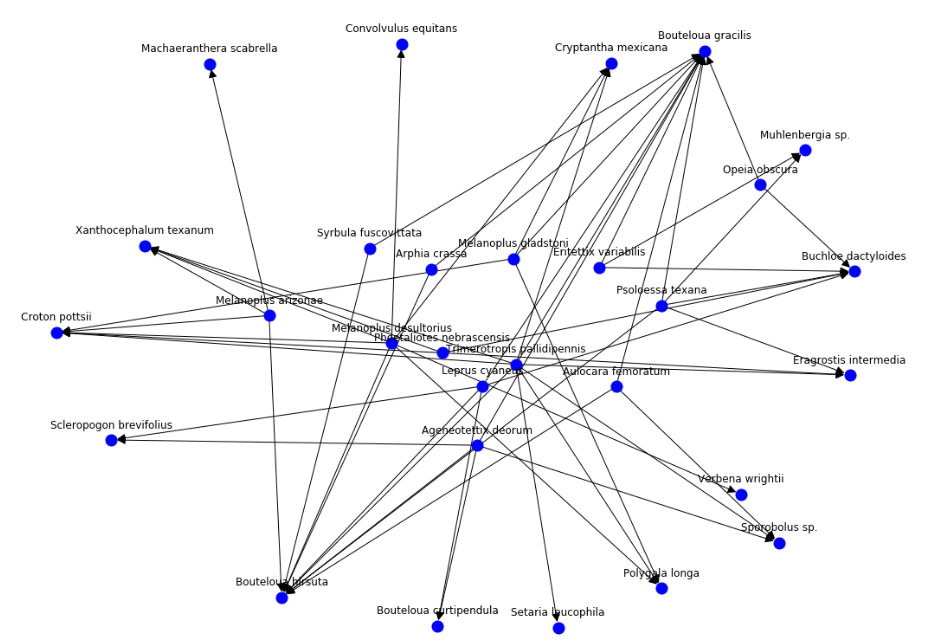 Convolvulus equitans
Bouteloua gracilis
Machaeranthera scabrella
Cryptantha mexicana
Muhlenbergia sp.
Opeia obscura
Xanthocephalum texanum
Syrbula fuscovittata
Melanoplus gladstoni
Arphia crassa
Eritettix variabilis
Buchloe dactyloides
Psoloessa texana
Melanoplus arizonae
Croton pottsii
Melanoplus desultorius
Phoetaliotes nebrascensis
Trimerotropis pallidipennis
Eragrostis intermedia
Leprus cyaneus
Aulocara femoratum
Scleropogon brevifolius
Ageneotettix deorum
Verbena wrightii
Sporobolus sp.
Polygala longa
Bouteloua hirsuta
Bouteloua curtipendula
Setaria leucophila